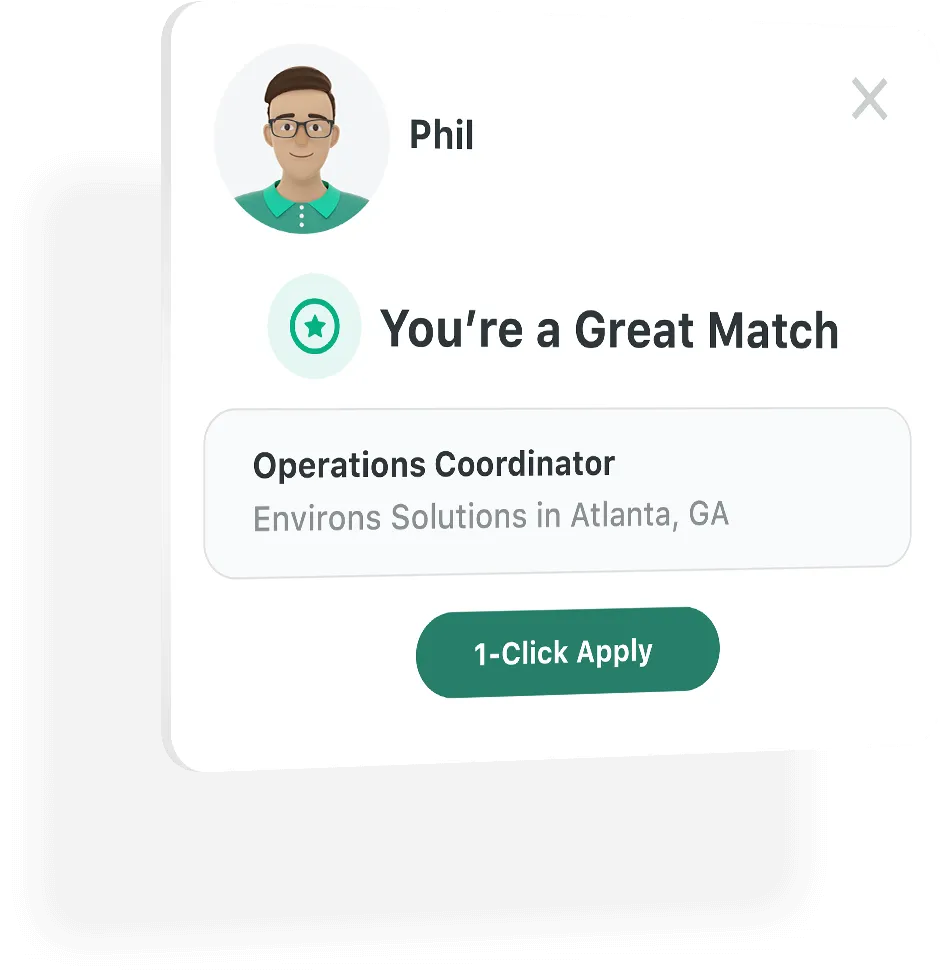 Phil
You’re a Great Match
Operations Coordinator
Environs Solutions in Atlanta, GA
1-Click Apply